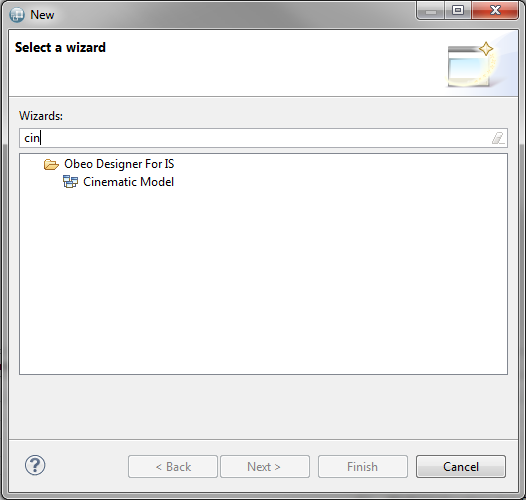 New
Select a wizard
Wizards:
cin
Obeo Designer For IS
Cinematic Model
?
< Back
Next >
Finish
Cancel